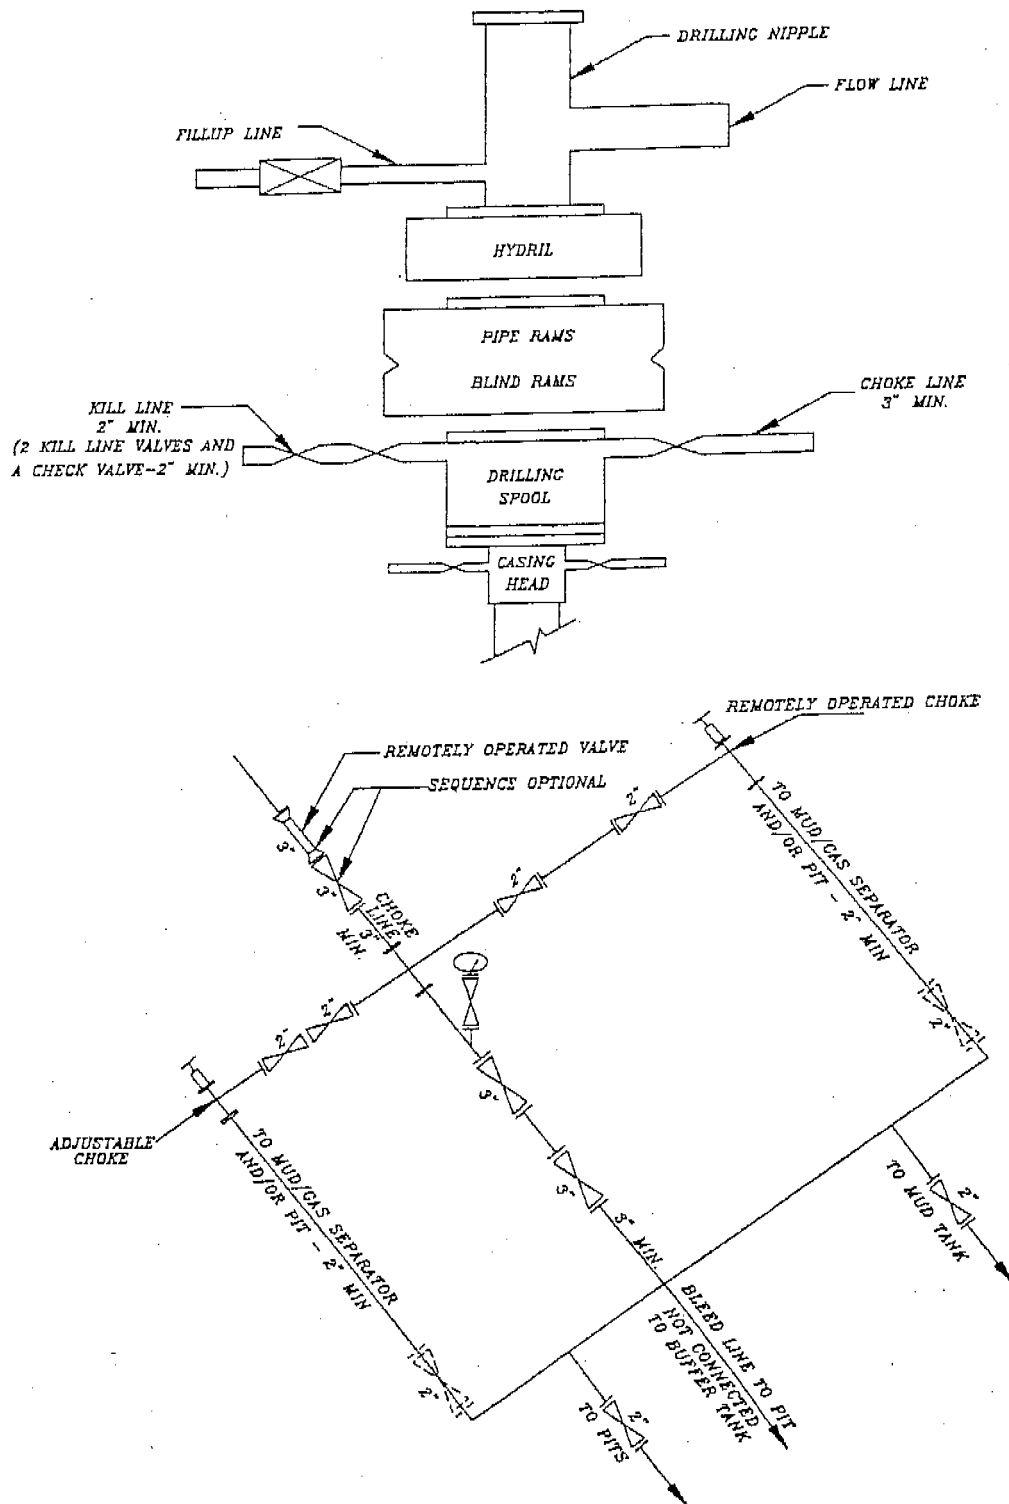 DRILLING NIPPLE
FLOW LINE
FILLUP LINE
HYDRIL
PIPE RAMS
BLIND RAMS
CHOKE LINE
3" MIN.
KILL LINE
2" MIN.
(2 KILL LINE VALVES AND
A CHECK VALVE-2" MIN.)
DRILLING
SPOOL
CASING
HEAD
REMOTELY OPERATED CHOKE
REMOTELY OPERATED VALVE
SEQUENCE OPTIONAL
3"
3"
CHOKE
LINE
3"
MIN.
2"
2"
TO MUD/GAS SEPARATOR
AND/OR PIT - 2" MIN
2"
2"
2"
3"
3"
3" MIN.
ADJUSTABLE
CHOKE
TO MUD/GAS SEPARATOR
AND/OR PIT - 2" MIN
2"
2"
TO MUD TANK
BLEED LINE TO PIT
NOT CONNECTED
TO BUFFER TANK
2"
TO PITS